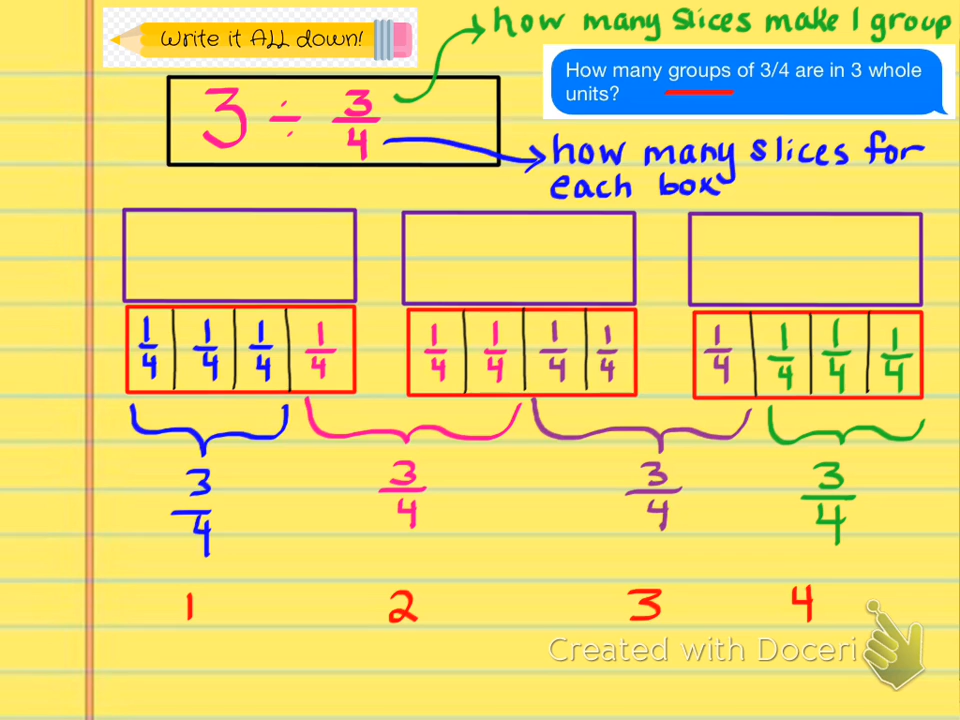 Write it ALL down!
how many slices make 1 group
How many groups of 3/4 are in 3 whole
units?
3 ÷ 3/4
how many slices for
each box
1/4 1/4 1/4 1/4 1/4 1/4 1/4 1/4 1/4 1/4 1/4 1/4
3/4 3/4 3/4 3/4
1 2 3 4
Created with Doceri